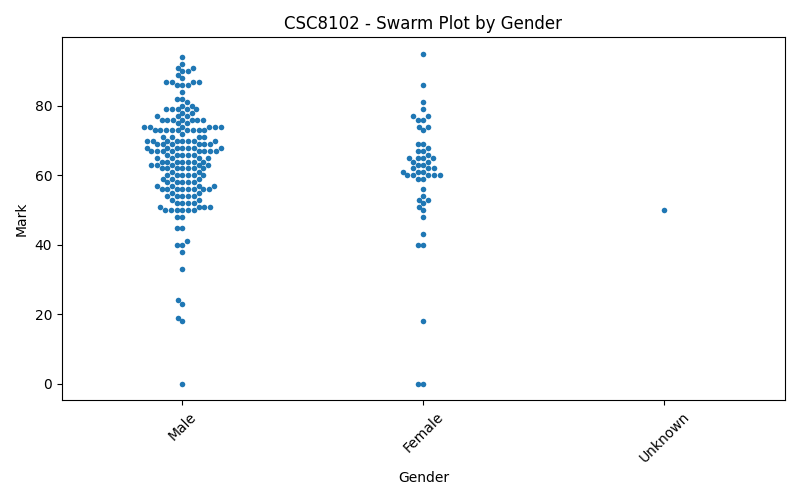 CSC8102 - Swarm Plot by Gender
Mark
80
60
40
20
0
Male
Female
Unknown
Gender